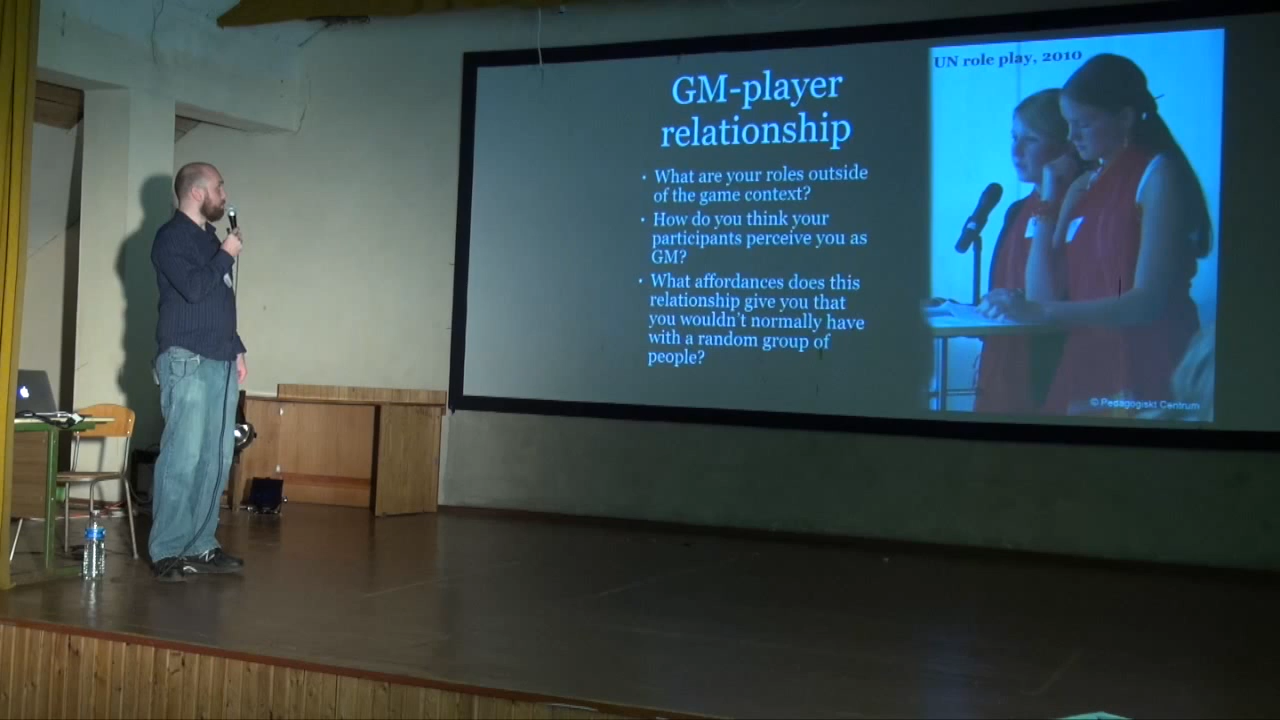 GM-player
relationship
• What are your roles outside
of the game context?
• How do you think your
participants perceive you as
GM?
• What affordances does this
relationship give you that
you wouldn't normally have
with a random group of
people?
UN role play, 2010
© Pedagogiskt Centrum